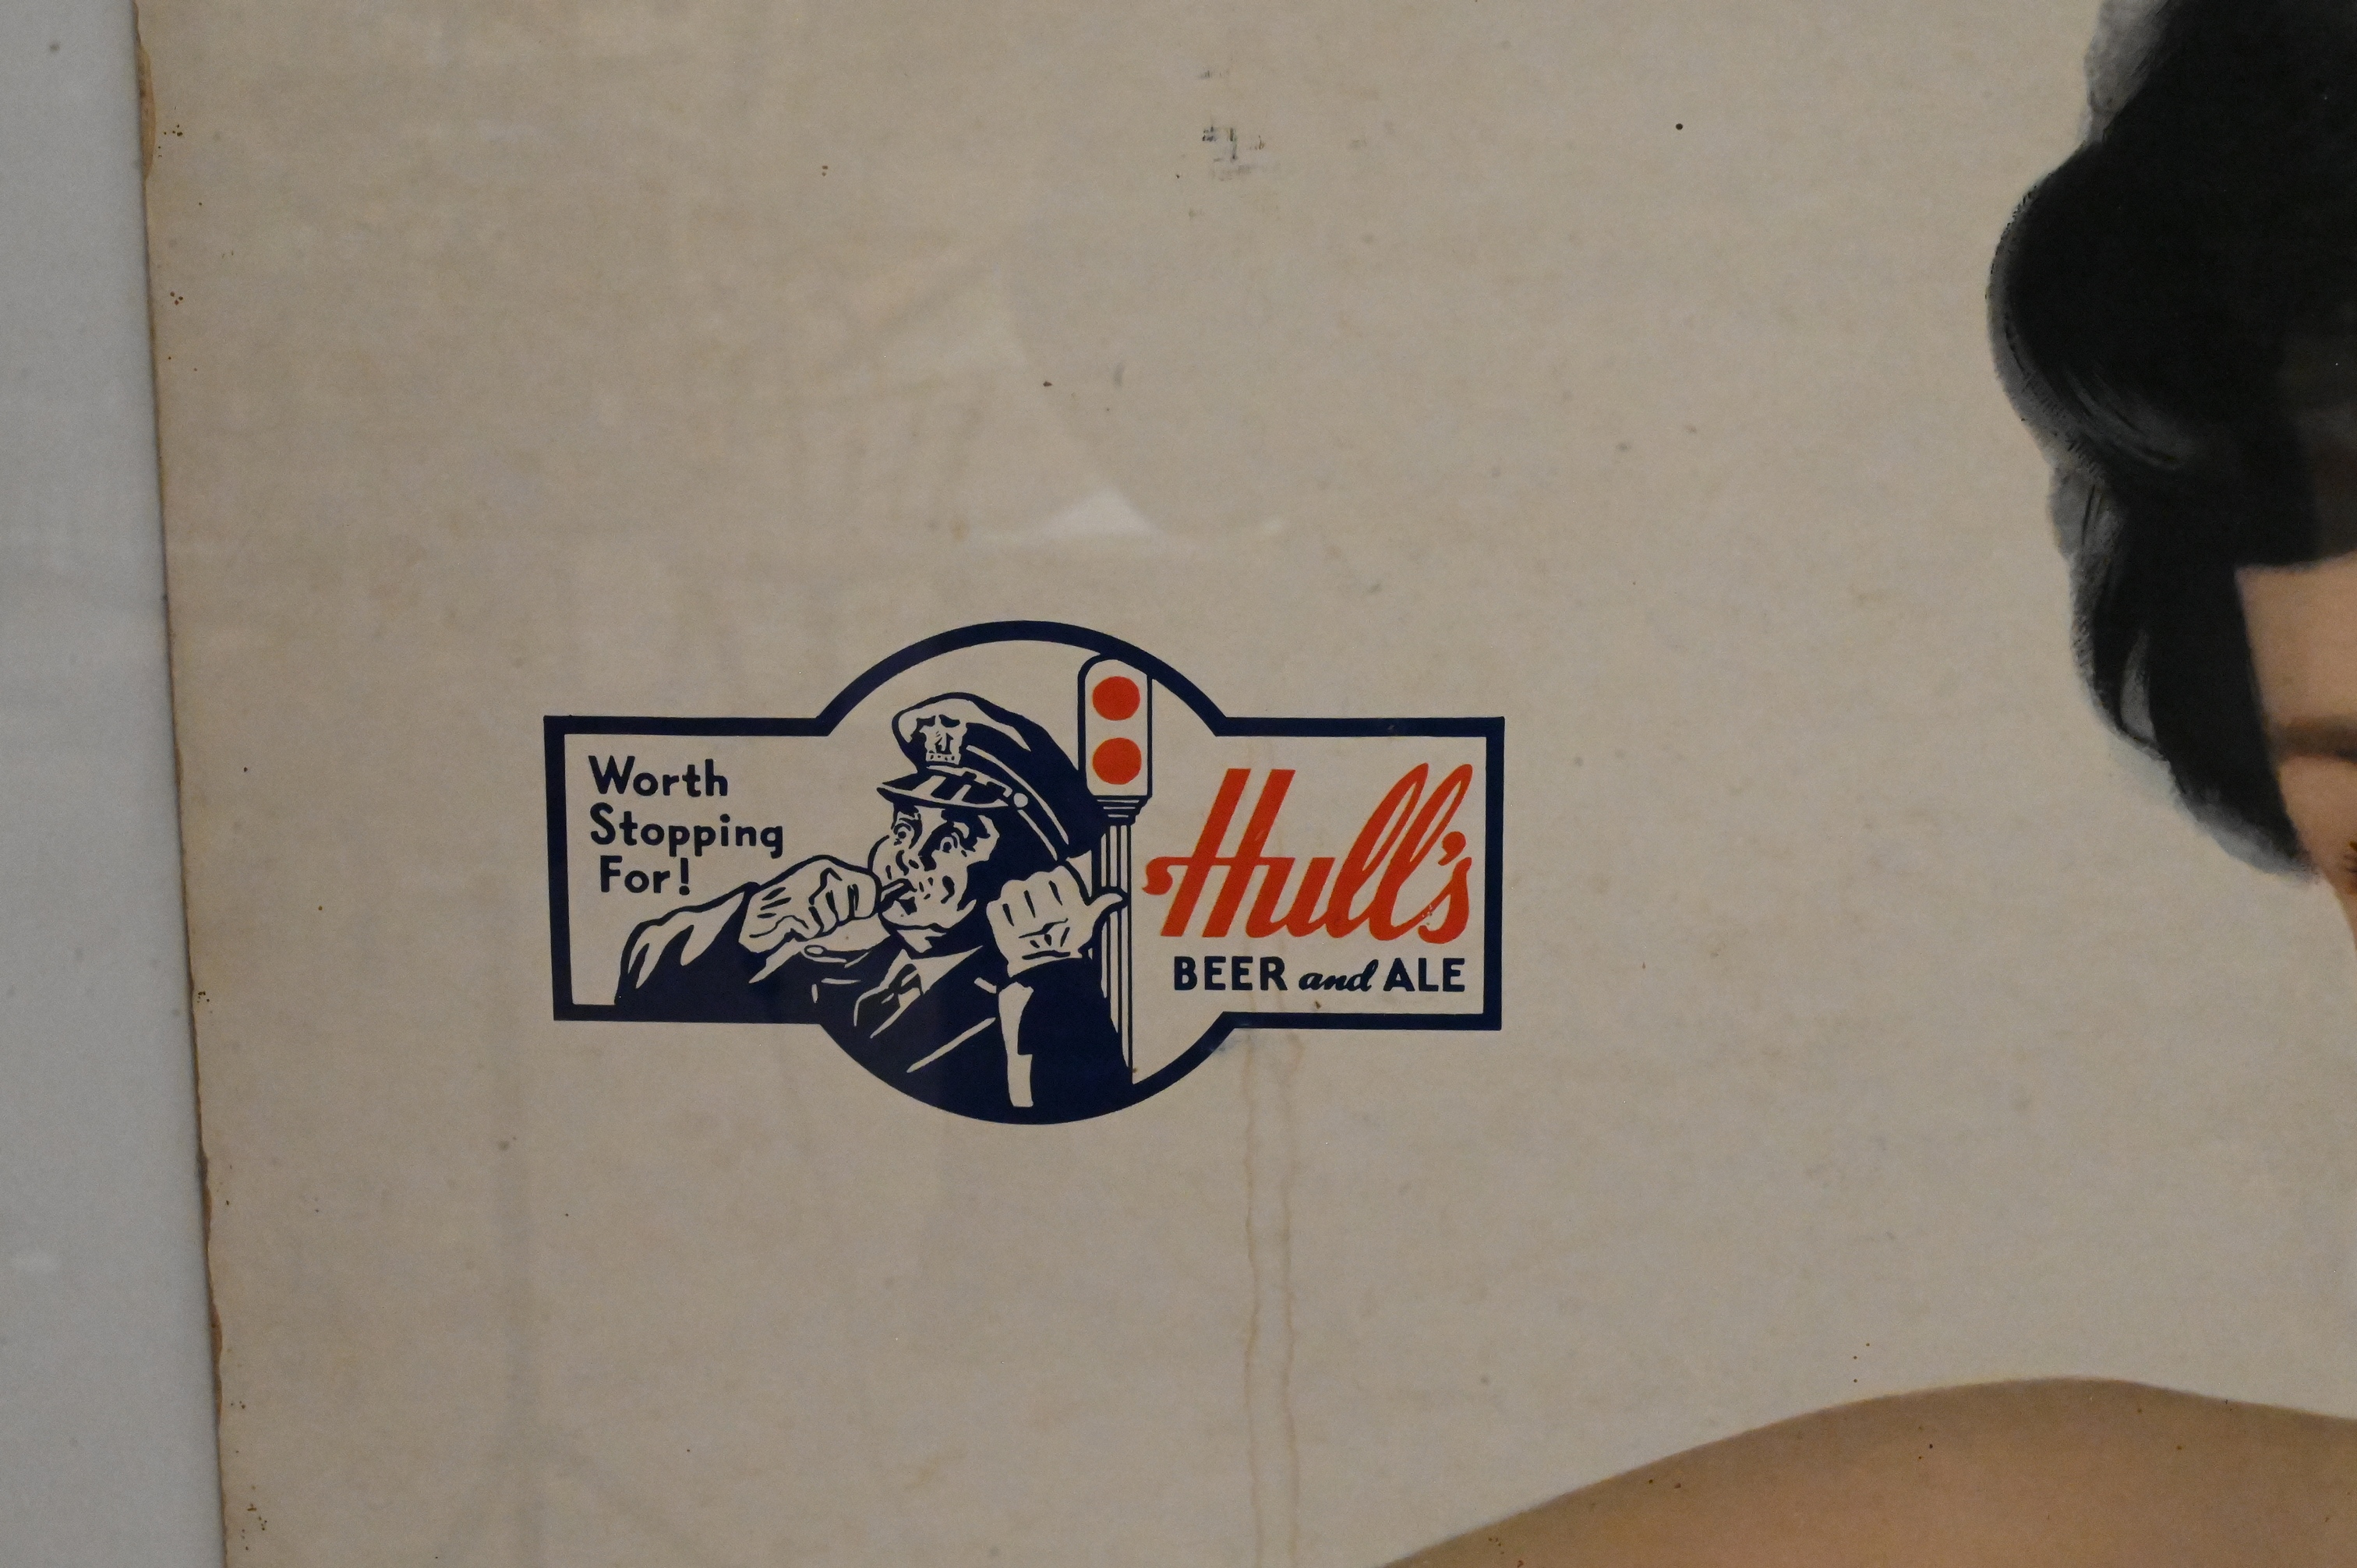 Worth
Stopping
For!
Hull's
BEER and ALE